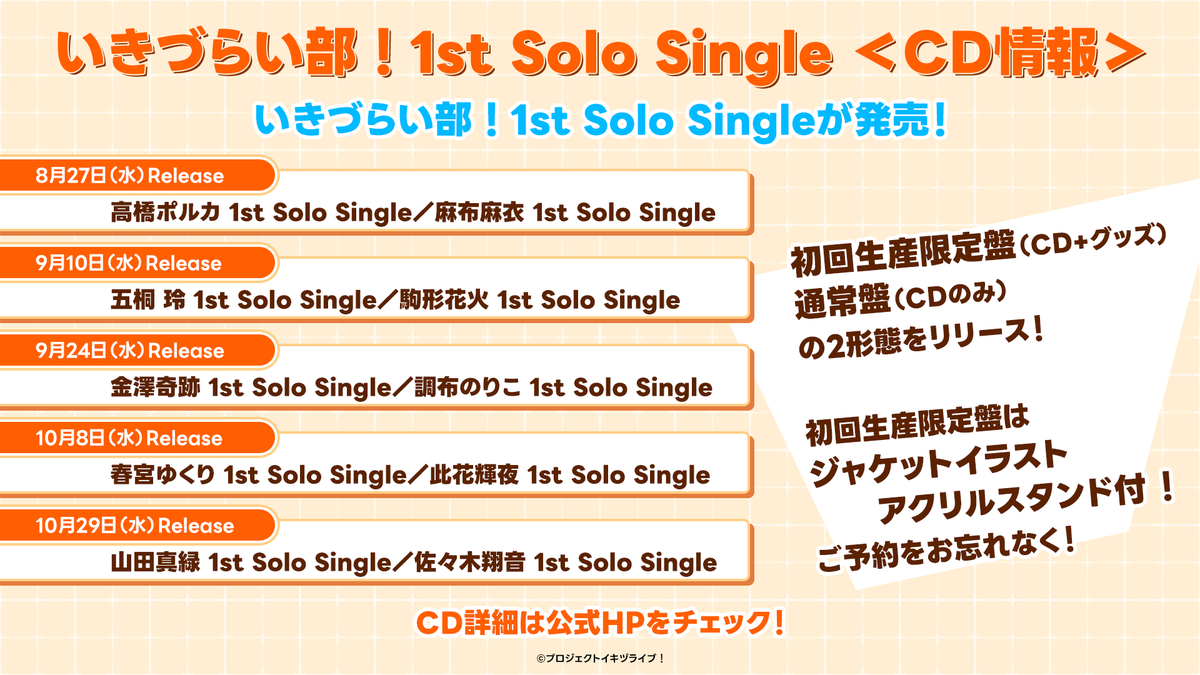 いきづらい部！1st Solo Single ＜CD情報＞
いきづらい部！1st Solo Singleが発売！
8月27日（水）Release
高橋ポルカ 1st Solo Single／麻布麻衣 1st Solo Single
9月10日（水）Release
五桐 玲 1st Solo Single／駒形花火 1st Solo Single
9月24日（水）Release
金澤奇跡 1st Solo Single／調布のりこ 1st Solo Single
10月8日（水）Release
春宮ゆくり 1st Solo Single／此花輝夜 1st Solo Single
10月29日（水）Release
山田真緑 1st Solo Single／佐々木翔音 1st Solo Single
初回生産限定盤（CD+グッズ）
通常盤（CDのみ）
の2形態をリリース！
初回生産限定盤は
ジャケットイラスト
アクリルスタンド付！
ご予約をお忘れなく！
CD詳細は公式HPをチェック！
©プロジェクトイキヅライブ！